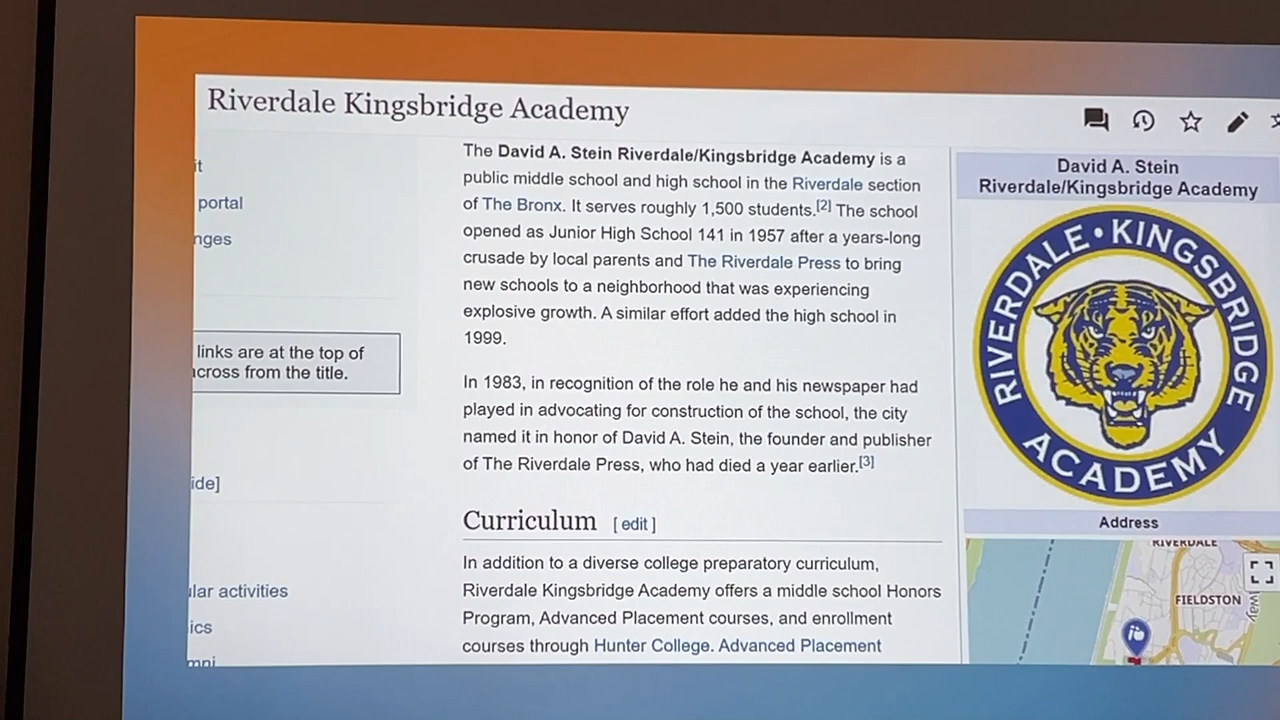 Riverdale Kingsbridge Academy
it
portal
nges
links are at the top of
across from the title.
ide]
lar activities
ics
mni
The David A. Stein Riverdale/Kingsbridge Academy is a
public middle school and high school in the Riverdale section
of The Bronx. It serves roughly 1,500 students.[2] The school
opened as Junior High School 141 in 1957 after a years-long
crusade by local parents and The Riverdale Press to bring
new schools to a neighborhood that was experiencing
explosive growth. A similar effort added the high school in
1999.
In 1983, in recognition of the role he and his newspaper had
played in advocating for construction of the school, the city
named it in honor of David A. Stein, the founder and publisher
of The Riverdale Press, who had died a year earlier.[3]
Curriculum [ edit ]
In addition to a diverse college preparatory curriculum,
Riverdale Kingsbridge Academy offers a middle school Honors
Program, Advanced Placement courses, and enrollment
courses through Hunter College. Advanced Placement
David A. Stein
Riverdale/Kingsbridge Academy
RIVERDALE • KINGSBRIDGE
ACADEMY
Address
RIVERDALE
FIELDSTON
way